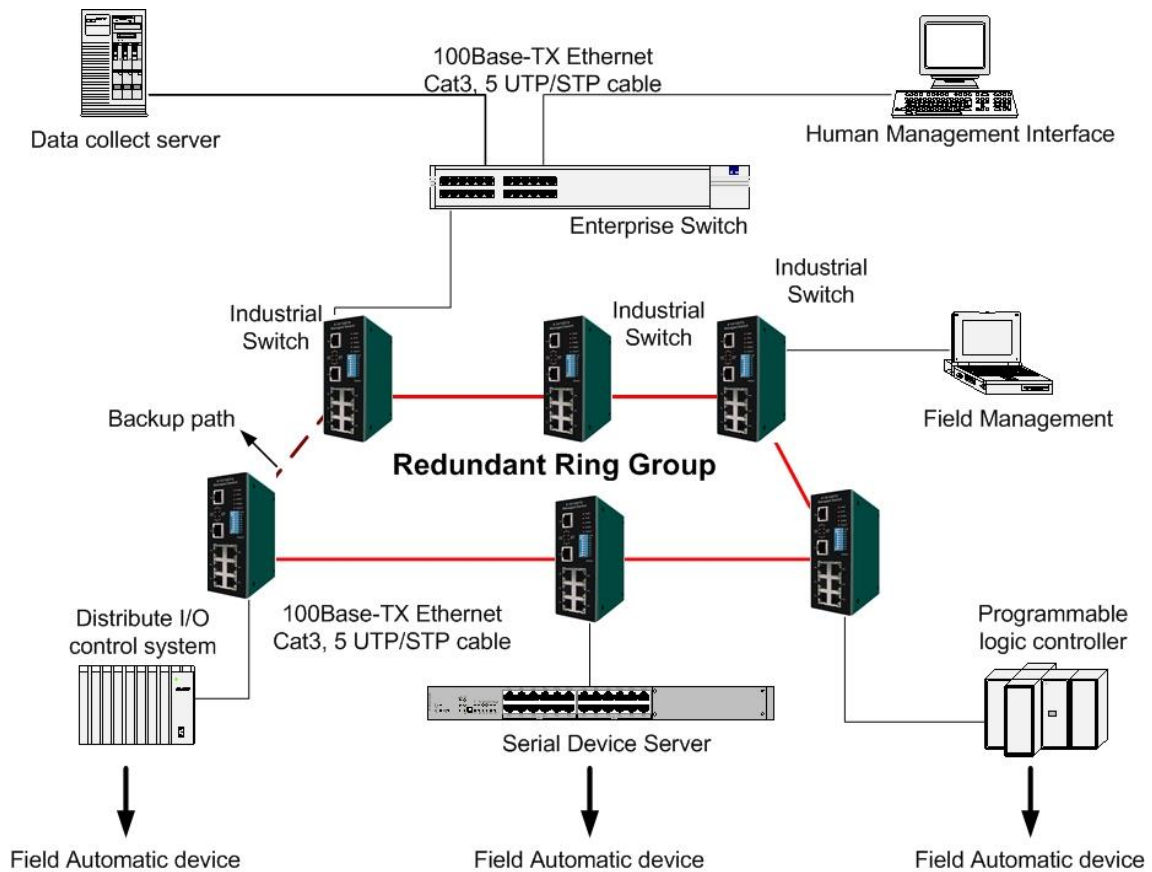 100Base-TX Ethernet
Cat3, 5 UTP/STP cable
Data collect server
Human Management Interface
Enterprise Switch
Industrial
Switch
Industrial
Switch
Industrial
Switch
Backup path
Field Management
Redundant Ring Group
Distribute I/O
control system
100Base-TX Ethernet
Cat3, 5 UTP/STP cable
Programmable
logic controller
Serial Device Server
Field Automatic device
Field Automatic device
Field Automatic device